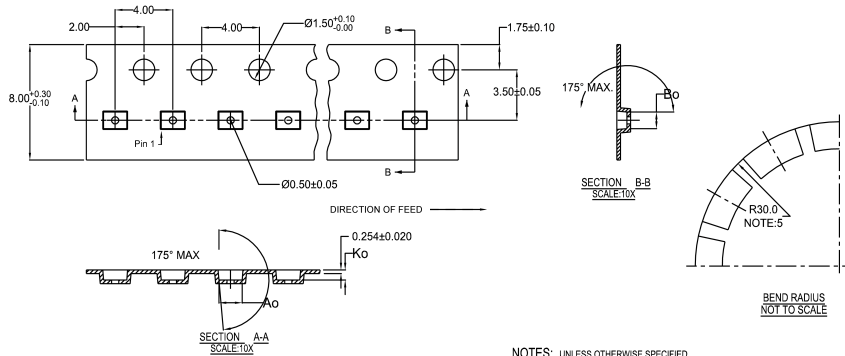 4.00
2.00
4.00
Ø1.50+0.10 -0.00
B
1.75±0.10
8.00+0.30 -0.10
A
A
3.50±0.05
Pin 1
B
Ø0.50±0.05
DIRECTION OF FEED
175° MAX.
Bo
SECTION B-B
SCALE:10X
R30.0
NOTE:5
BEND RADIUS
NOT TO SCALE
175° MAX
0.254±0.020
Ko
Ao
SECTION A-A
SCALE:10X
NOTES: UNLESS OTHERWISE SPECIFIED